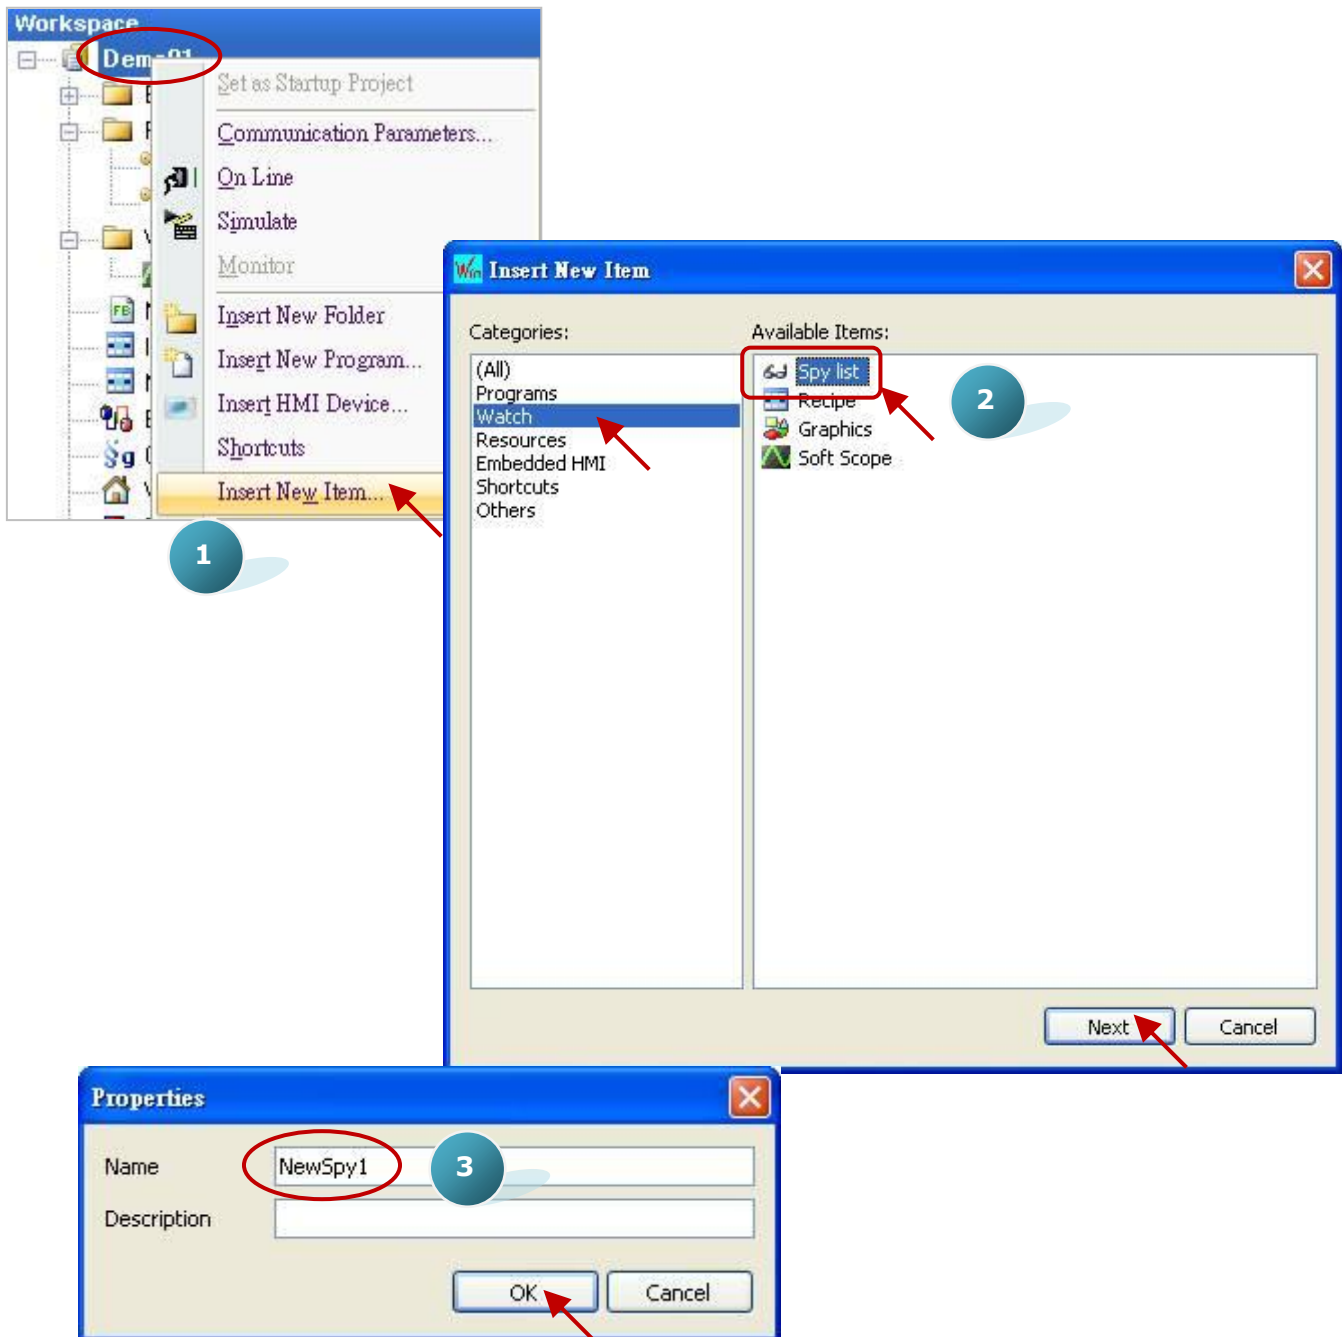 Workspace
Set as Startup Project
Communication Parameters...
On Line
Simulate
Monitor
Insert New Folder
Insert New Program...
Insert HMI Device...
Shortcuts
Insert New Item...
1
Win Insert New Item
Categories:
Available Items:
(All)
Programs
Watch
Resources
Embedded HMI
Shortcuts
Others
Spy list
Recipe
Graphics
Soft Scope
2
Next
Cancel
Properties
Name
NewSpy1
3
Description
OK
Cancel